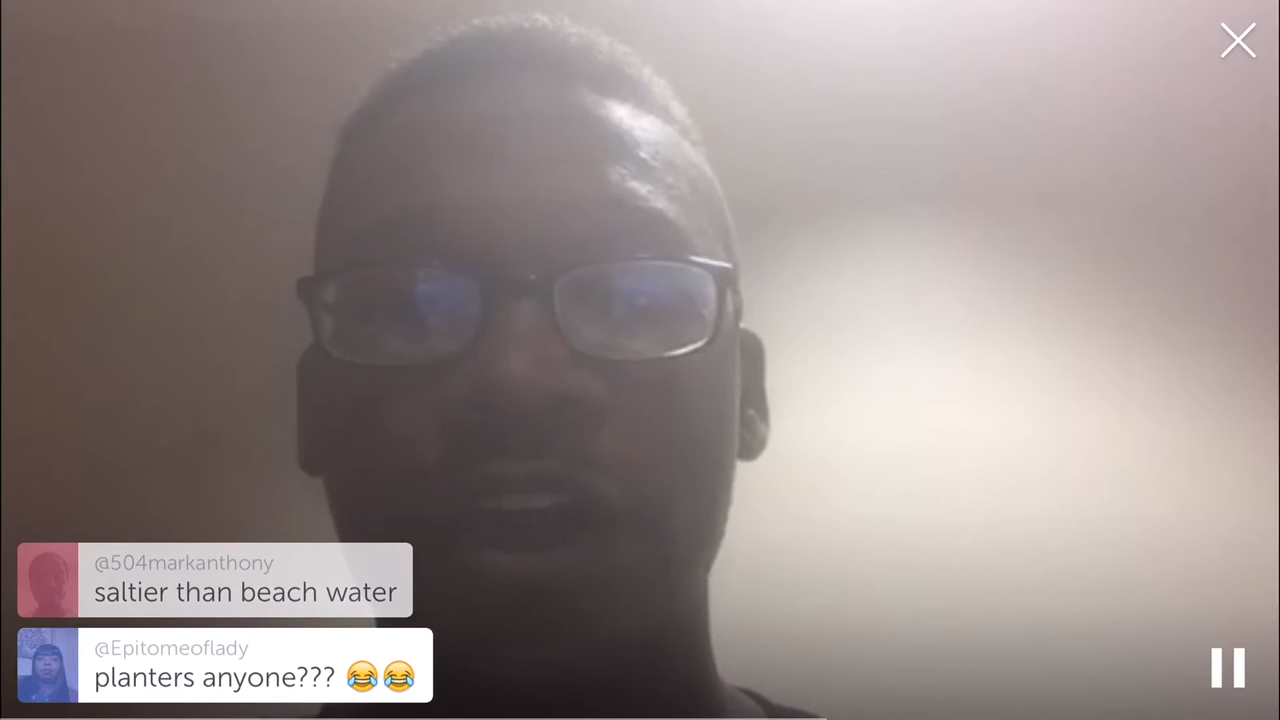 @504markanthony
saltier than beach water
@Epitomeoflady
planters anyone??? 😂😂